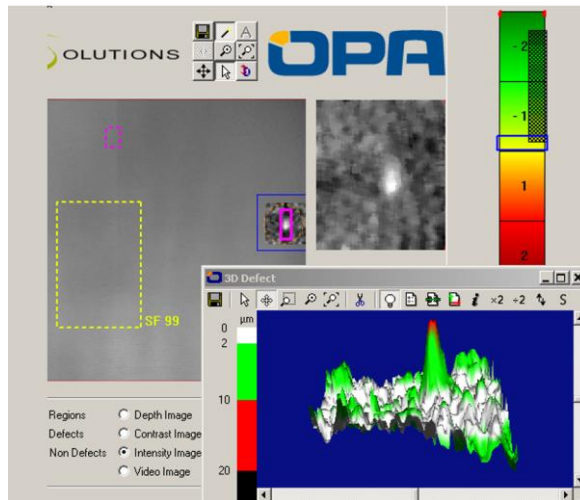 OLUTIONS
A
OPA
- 2
- 1
1
2
SF 99
3D Defect
i ×2 ÷2 S
µm
0
2
10
20
Regions
Depth Image
Defects
Contrast Image
Non Defects
Intensity Image
Video Image